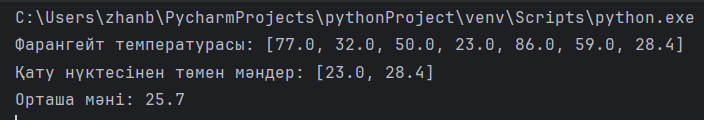 C:\Users\zhanb\PycharmProjects\pythonProject\venv\Scripts\python.exe
Фарангейт температурасы: [77.0, 32.0, 50.0, 23.0, 86.0, 59.0, 28.4]
Қату нүктесінен төмен мәндер: [23.0, 28.4]
Орташа мәні: 25.7